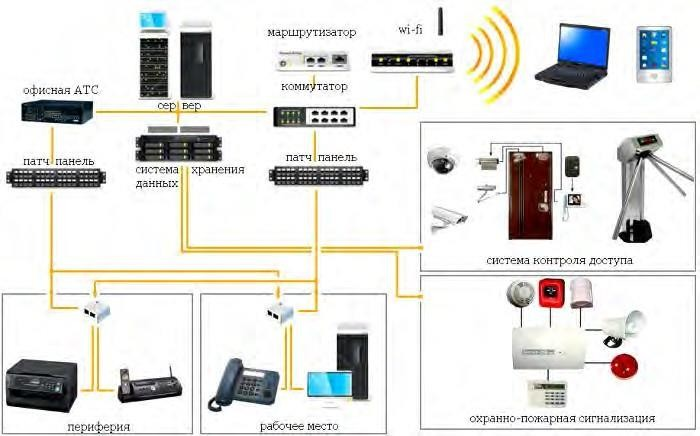 маршрутизатор
wi-fi
офисная АТС
сервер
коммутатор
патч панель
система хранения
данных
патч панель
система контроля доступа
периферия
рабочее место
охранно-пожарная сигнализация